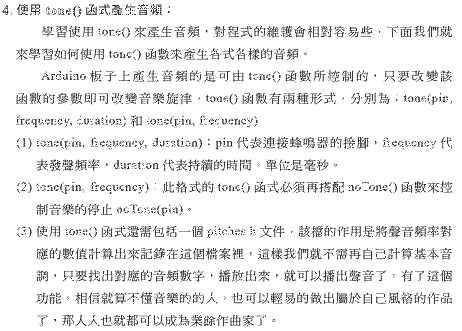 4. 使用 tone() 函式產生音頻：
學習使用 tone() 來產生音頻，對程式的維護會相對容易些，下面我們就
來學習如何使用 tone() 函數來產生各式各樣的音頻。
Arduino 板子上產生音頻的是可由 tone() 函數所控制的，只要改變該
函數的參數即可改變音樂旋律，tone() 函數有兩種形式，分別為：tone(pin,
frequency, duration) 和 tone(pin, frequency)
(1) tone(pin, frequency, duration)：pin 代表連接蜂鳴器的接腳，frequency 代
表發聲頻率，duration 代表持續的時間，單位是毫秒。
(2) tone(pin, frequency)：此格式的 tone() 函式必須再搭配 noTone() 函數來控
制音樂的停止 noTone(pin)。
(3) 使用 tone() 函式還需包括一個 pitches.h 文件，該檔的作用是將聲音頻率對
應的數值計算出來記錄在這個檔案裡，這樣我們就不需再自己計算基本音
調，只要找出對應的音頻數字，播放出來，就可以播出聲音了，有了這個
功能，相信就算不懂音樂的的人，也可以輕易的做出屬於自己風格的作品
了，那人人也就都可以成為業餘作曲家了。